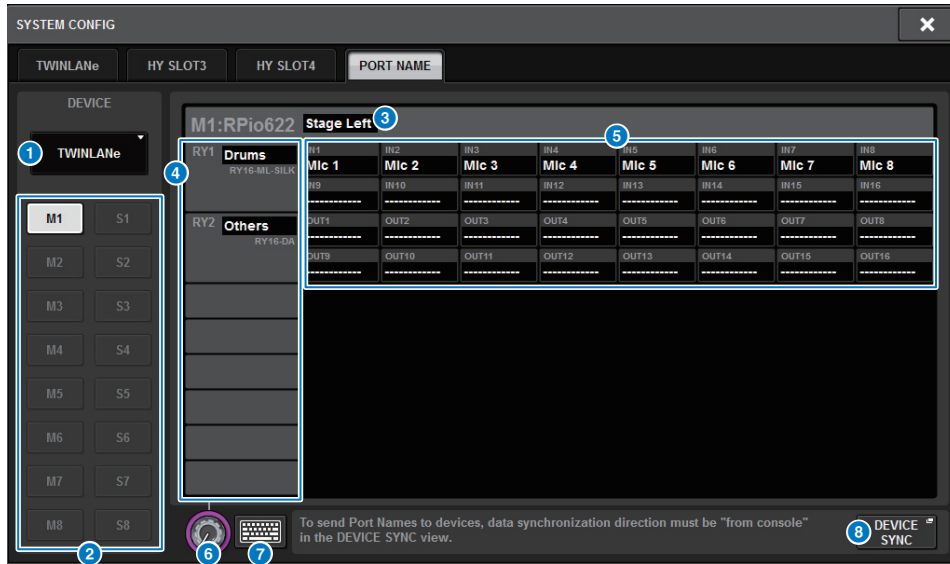 SYSTEM CONFIG
TWINLANe HY SLOT3 HY SLOT4 PORT NAME
DEVICE
1 TWINLANe
M1 S1
M2 S2
M3 S3
M4 S4
M5 S5
M6 S6
M7 S7
M8 S8
2
M1:RPio622 Stage Left 3
4
RY1 Drums
RY16-ML-SILK
RY2 Others
RY16-DA
5
IN1 IN2 IN3 IN4 IN5 IN6 IN7 IN8
MIc 1 MIc 2 MIc 3 MIc 4 MIc 5 MIc 6 MIc 7 MIc 8
IN9 IN10 IN11 IN12 IN13 IN14 IN15 IN16
------------ ------------ ------------ ------------ ------------ ------------ ------------ ------------
OUT1 OUT2 OUT3 OUT4 OUT5 OUT6 OUT7 OUT8
------------ ------------ ------------ ------------ ------------ ------------ ------------ ------------
OUT9 OUT10 OUT11 OUT12 OUT13 OUT14 OUT15 OUT16
------------ ------------ ------------ ------------ ------------ ------------ ------------ ------------
6 7
To send Port Names to devices, data synchronization direction must be "from console"
in the DEVICE SYNC view.
8 DEVICE
SYNC